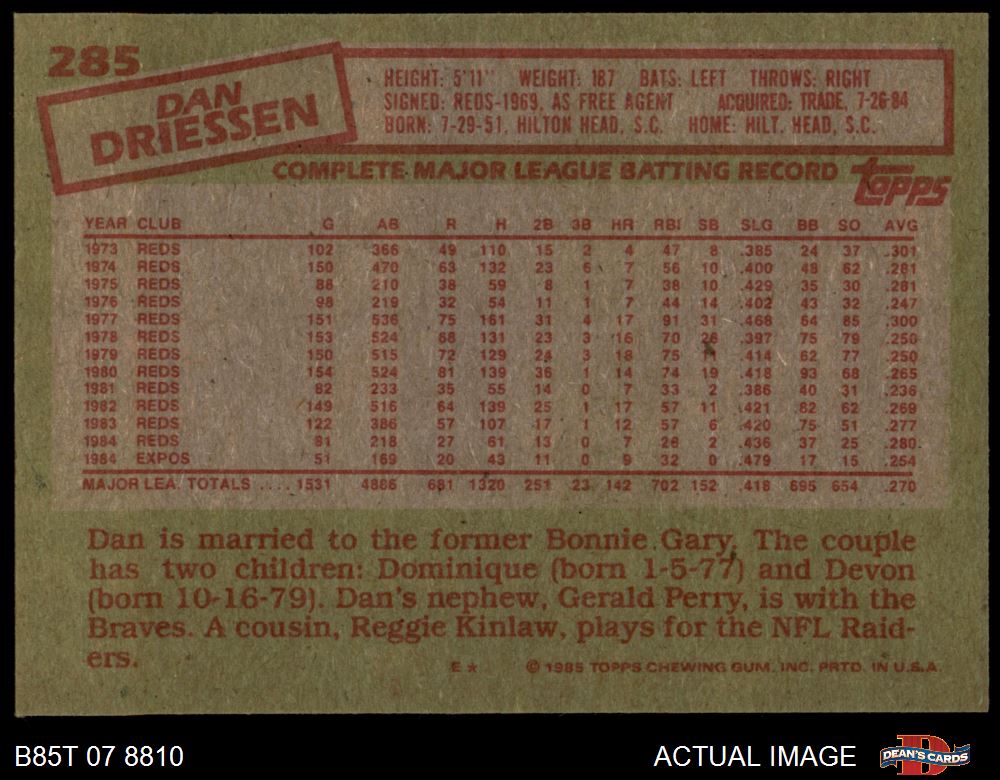 285
DAN
DRIESSEN
HEIGHT: 5'11" WEIGHT: 187 BATS: LEFT THROWS: RIGHT
SIGNED: REDS-1969, AS FREE AGENT ACQUIRED: TRADE, 7-26-84
BORN: 7-29-51, HILTON HEAD, S.C. HOME: HILT. HEAD, S.C.
COMPLETE MAJOR LEAGUE BATTING RECORD
Topps
YEAR CLUB G AB R H 2B 3B HR RBI SB SLG BB SO AVG
1973 REDS 102 366 49 110 15 2 4 47 8 .385 24 37 .301
1974 REDS 150 470 63 132 23 6 7 56 10 .400 48 62 .281
1975 REDS 88 210 38 59 8 1 7 38 10 .429 35 30 .281
1976 REDS 98 219 32 54 11 1 7 44 14 .402 43 32 .247
1977 REDS 151 536 75 161 31 4 17 91 31 .468 64 85 .300
1978 REDS 153 524 68 131 23 3 16 70 28 .397 75 79 .250
1979 REDS 150 515 72 129 24 3 18 75 11 .414 62 77 .250
1980 REDS 154 524 81 139 36 1 14 74 19 .418 93 68 .265
1981 REDS 82 233 35 55 14 0 7 33 2 .386 40 31 .236
1982 REDS 149 516 64 139 25 1 17 57 11 .421 82 62 .269
1983 REDS 122 386 57 107 17 1 12 57 6 .420 75 51 .277
1984 REDS 81 218 27 61 13 0 7 28 2 .436 37 25 .280
1984 EXPOS 51 169 20 43 11 0 9 32 0 .479 17 15 .254
MAJOR LEA. TOTALS .... 1531 4886 681 1320 251 23 142 702 152 .418 695 654 .270
Dan is married to the former Bonnie Gary. The couple
has two children: Dominique (born 1-5-77) and Devon
(born 10-16-79). Dan's nephew, Gerald Perry, is with the
Braves. A cousin, Reggie Kinlaw, plays for the NFL Raid-
ers.
E ★ © 1985 TOPPS CHEWING GUM, INC. PRTD. IN U.S.A.
B85T 07 8810 ACTUAL IMAGE DEAN'S CARDS